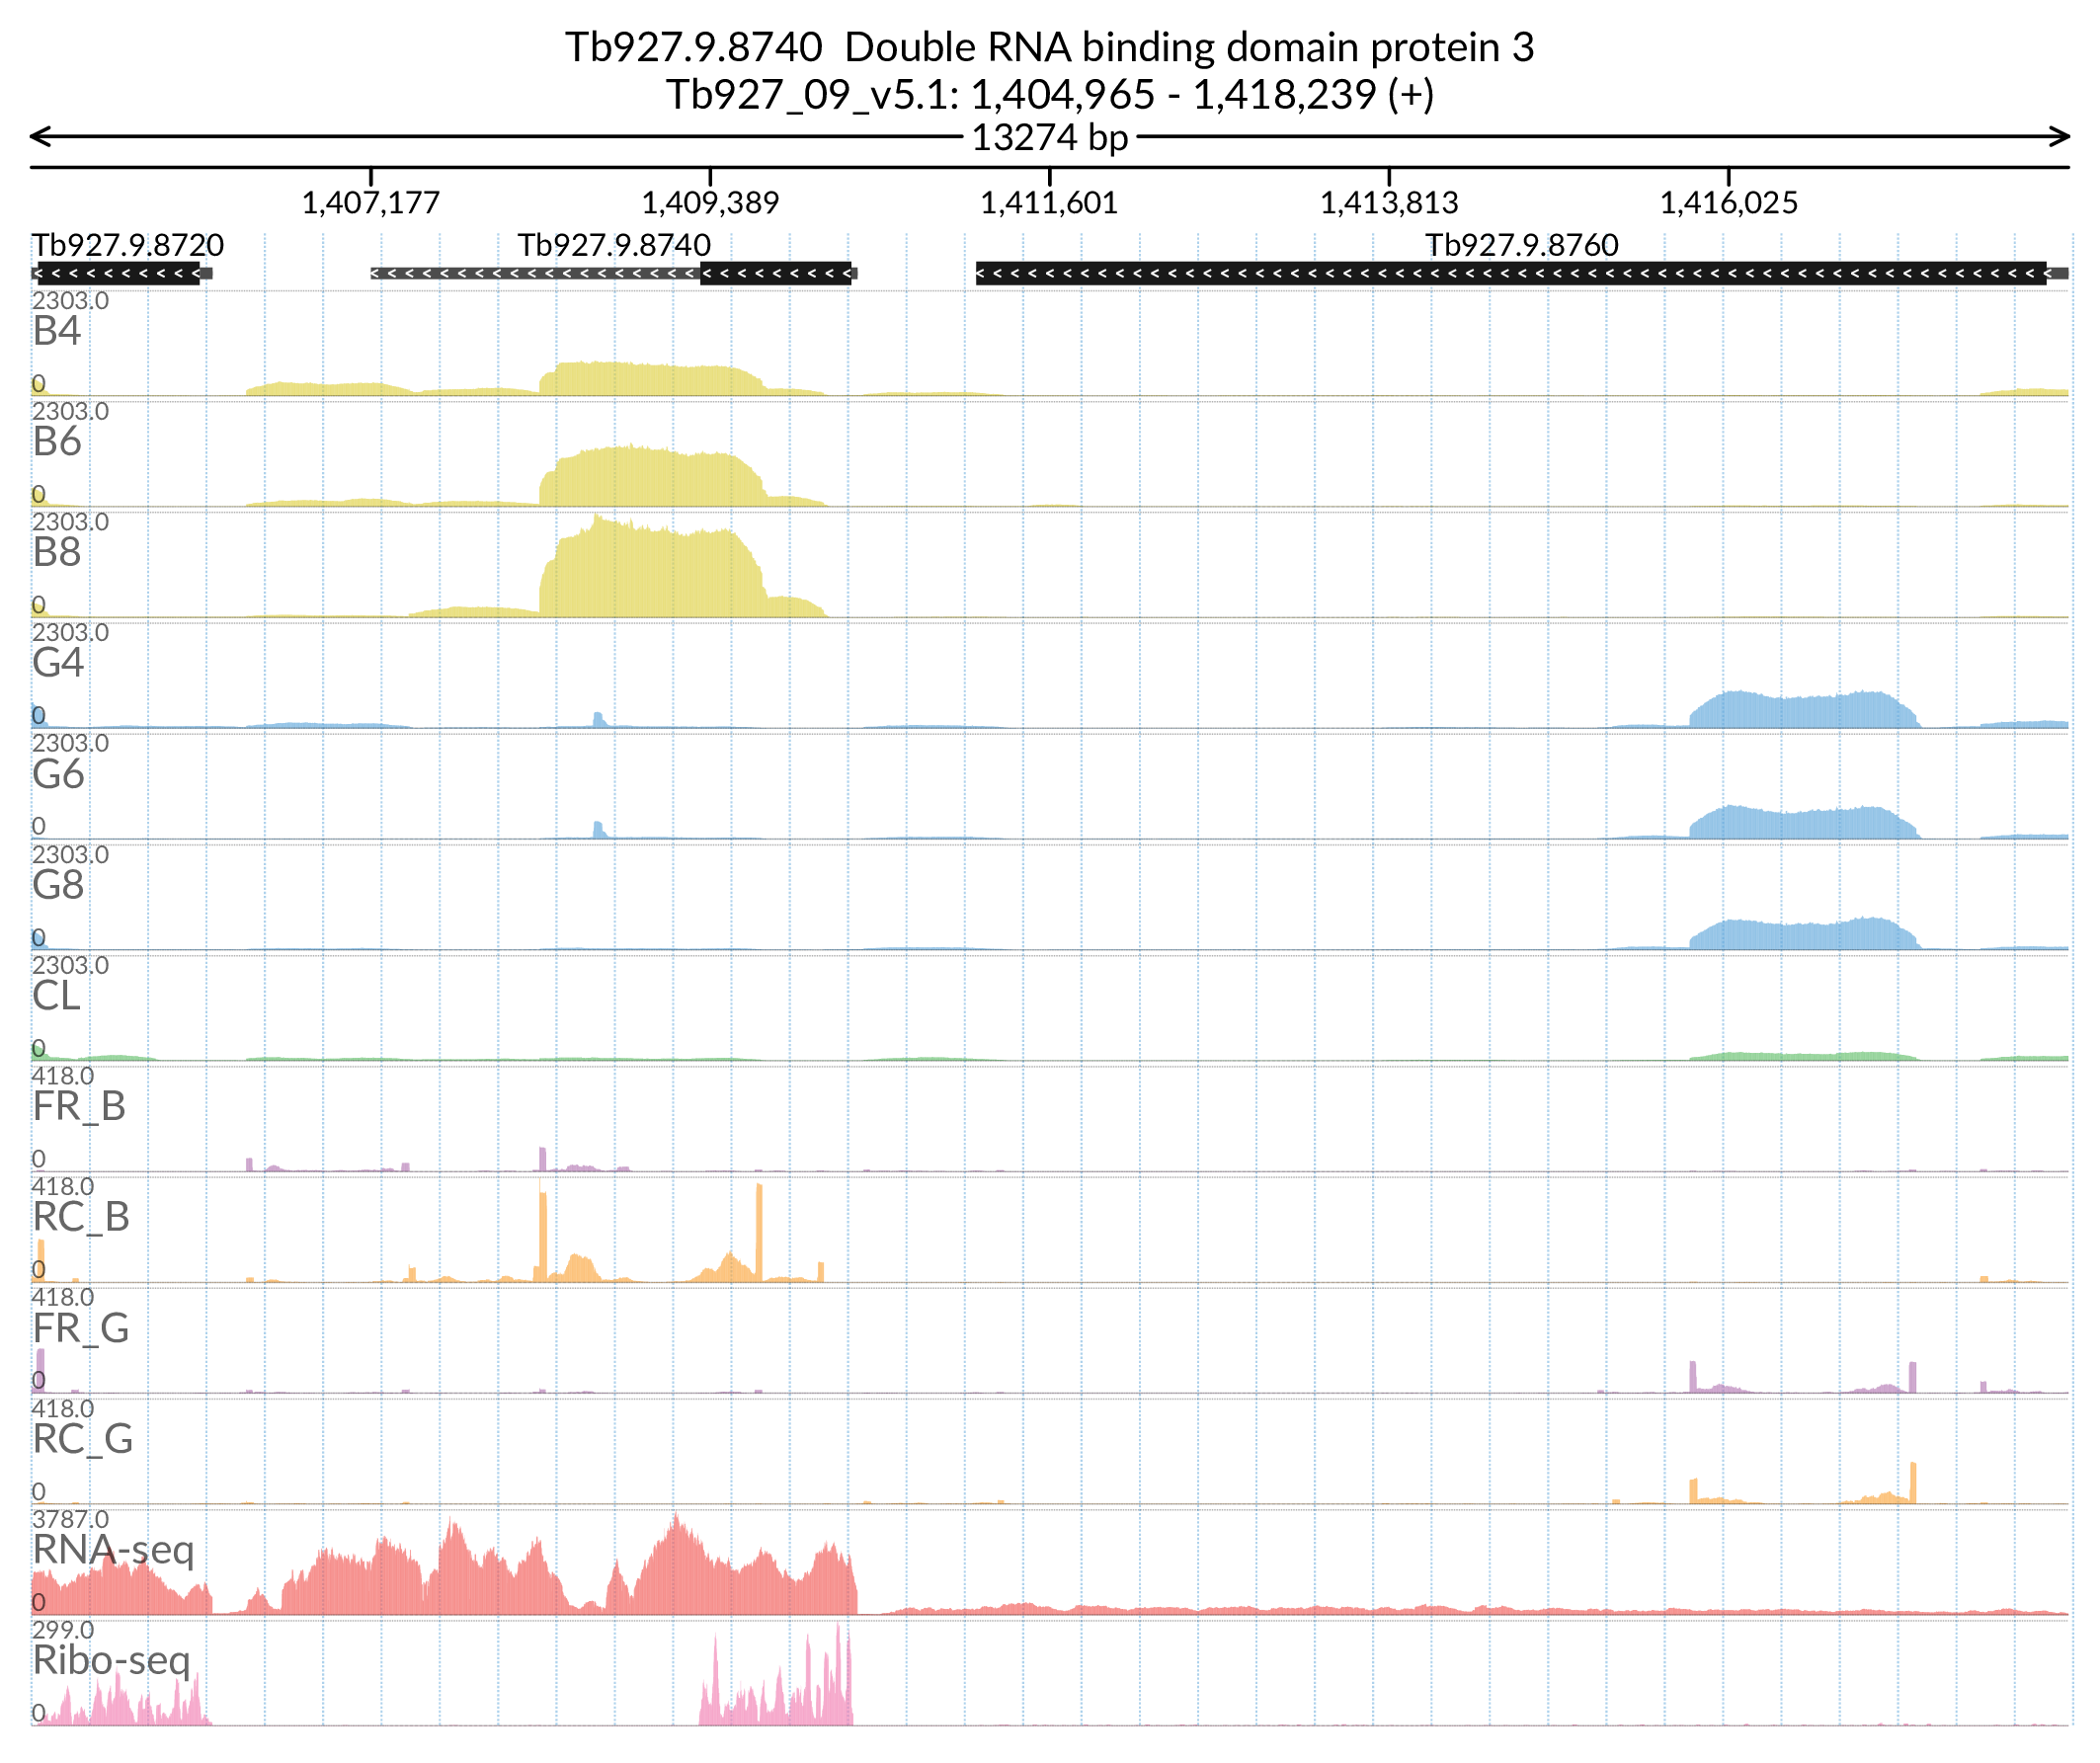 Tb927.9.8740  Double RNA binding domain protein 3
Tb927_09_v5.1: 1,404,965 - 1,418,239 (+)
13274 bp
1,407,177 1,409,389 1,411,601 1,413,813 1,416,025
Tb927.9.8720 Tb927.9.8740 Tb927.9.8760
2303.0
B4
0
2303.0
B6
0
2303.0
B8
0
2303.0
G4
0
2303.0
G6
0
2303.0
G8
0
2303.0
CL
0
418.0
FR_B
0
418.0
RC_B
0
418.0
FR_G
0
418.0
RC_G
0
3787.0
RNA-seq
0
299.0
Ribo-seq
0